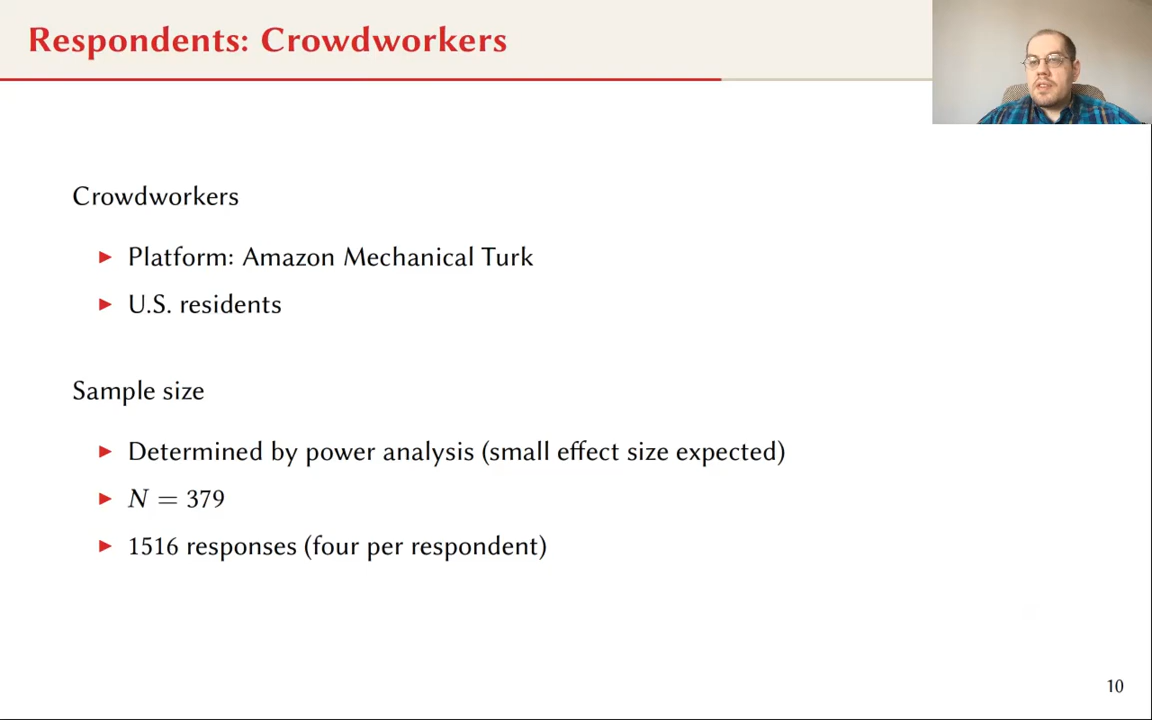 Respondents: Crowdworkers
Crowdworkers
▶ Platform: Amazon Mechanical Turk
▶ U.S. residents
Sample size
▶ Determined by power analysis (small effect size expected)
▶ N = 379
▶ 1516 responses (four per respondent)
10